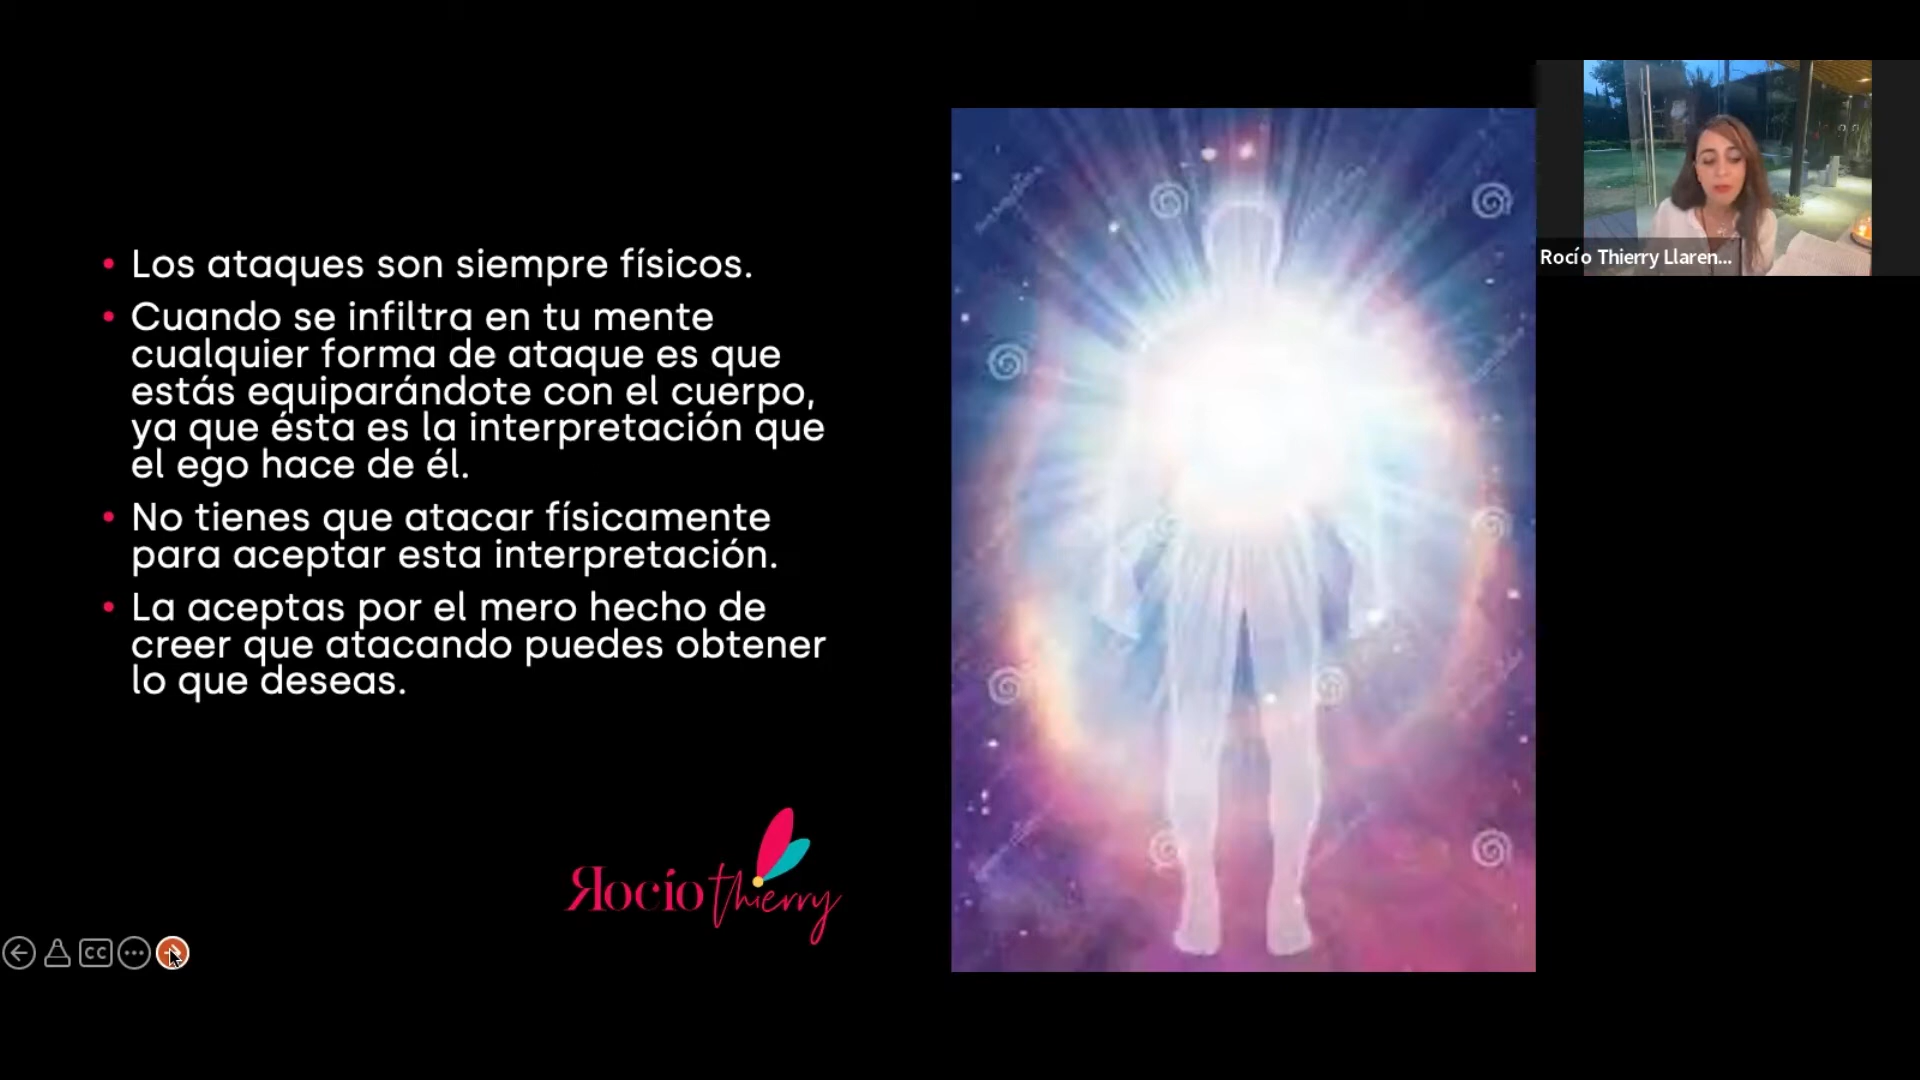 Los ataques son siempre físicos.
Cuando se infiltra en tu mente
cualquier forma de ataque es que
estás equiparándote con el cuerpo,
ya que ésta es la interpretación que
el ego hace de él.
No tienes que atacar físicamente
para aceptar esta interpretación.
La aceptas por el mero hecho de
creer que atacando puedes obtener
lo que deseas.
Rocío thierry
Rocío Thierry Llaren...
CC